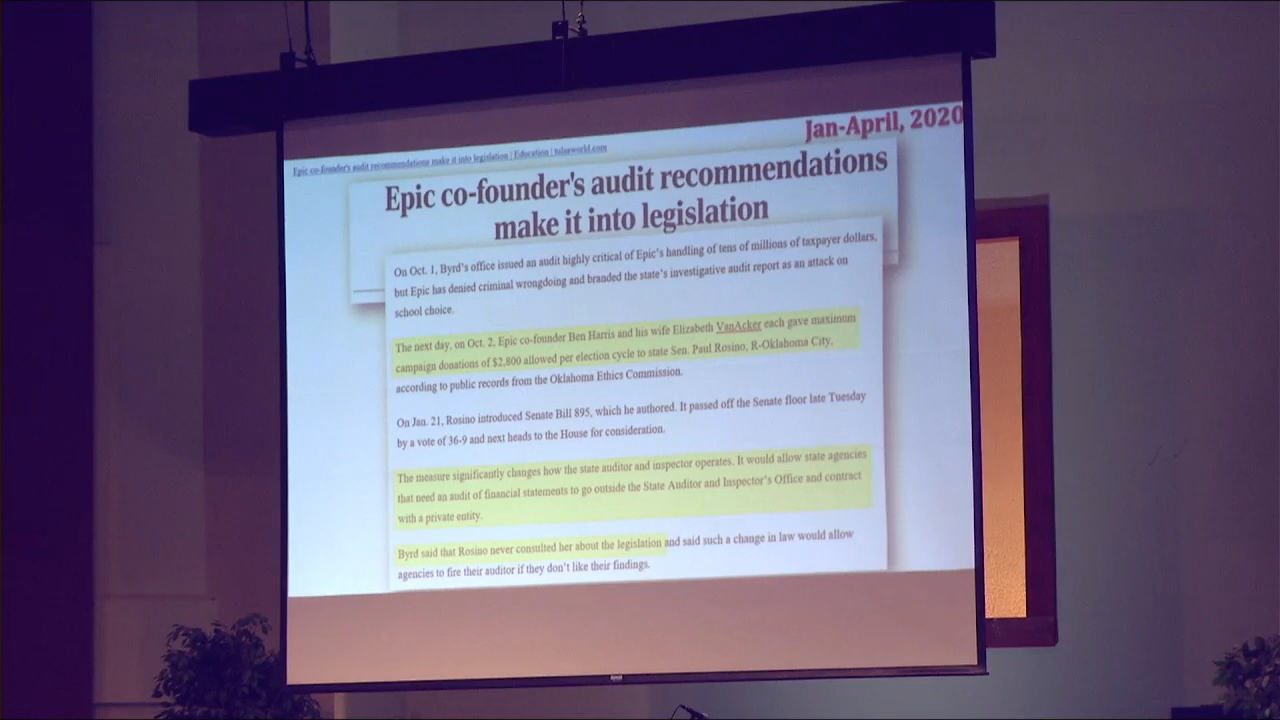 Jan-April, 2020
Epic co-founder's audit recommendations make it into legislation | Education | tulsaworld.com
Epic co-founder's audit recommendations
make it into legislation
On Oct. 1, Byrd's office issued an audit highly critical of Epic's handling of tens of millions of taxpayer dollars,
but Epic has denied criminal wrongdoing and branded the state's investigative audit report as an attack on
school choice.
The next day, on Oct. 2, Epic co-founder Ben Harris and his wife Elizabeth VanAcker each gave maximum
campaign donations of $2,800 allowed per election cycle to state Sen. Paul Rosino, R-Oklahoma City,
according to public records from the Oklahoma Ethics Commission.
On Jan. 21, Rosino introduced Senate Bill 895, which he authored. It passed off the Senate floor late Tuesday
by a vote of 36-9 and next heads to the House for consideration.
The measure significantly changes how the state auditor and inspector operates. It would allow state agencies
that need an audit of financial statements to go outside the State Auditor and Inspector's Office and contract
with a private entity.
Byrd said that Rosino never consulted her about the legislation and said such a change in law would allow
agencies to fire their auditor if they don't like their findings.